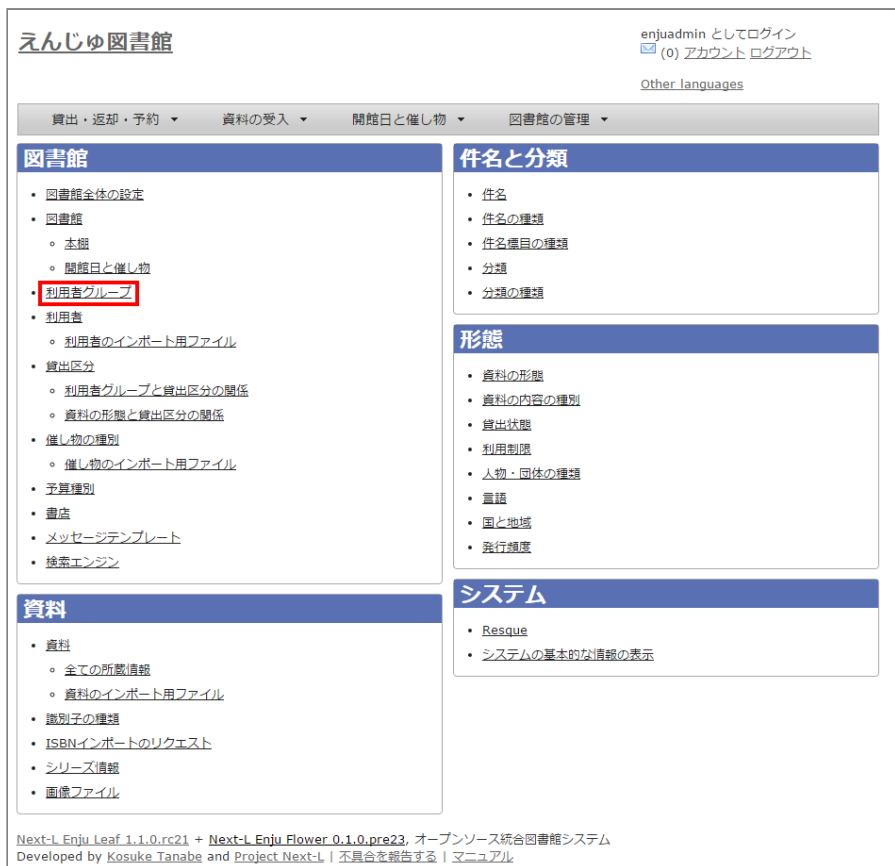 えんじゅ図書館
enjuadmin としてログイン
(0) アカウント ログアウト
Other languages
貸出・返却・予約 ▼ 資料の受入 ▼ 開館日と催し物 ▼ 図書館の管理 ▼
図書館
図書館全体の設定
図書館
本棚
開館日と催し物
利用者グループ
利用者
利用者のインポート用ファイル
貸出区分
利用者グループと貸出区分の関係
資料の形態と貸出区分の関係
催し物の種別
催し物のインポート用ファイル
予算種別
書店
メッセージテンプレート
検索エンジン
資料
資料
全ての所蔵情報
資料のインポート用ファイル
識別子の種類
ISBNインポートのリクエスト
シリーズ情報
画像ファイル
件名と分類
件名
件名の種類
件名標目の種類
分類
分類の種類
形態
資料の形態
資料の内容の種別
貸出状態
利用制限
人物・団体の種類
言語
国と地域
発行頻度
システム
Resque
システムの基本的な情報の表示
Next-L Enju Leaf 1.1.0.rc21 + Next-L Enju Flower 0.1.0.pre23, オープンソース統合図書館システム
Developed by Kosuke Tanabe and Project Next-L | 不具合を報告する | マニュアル